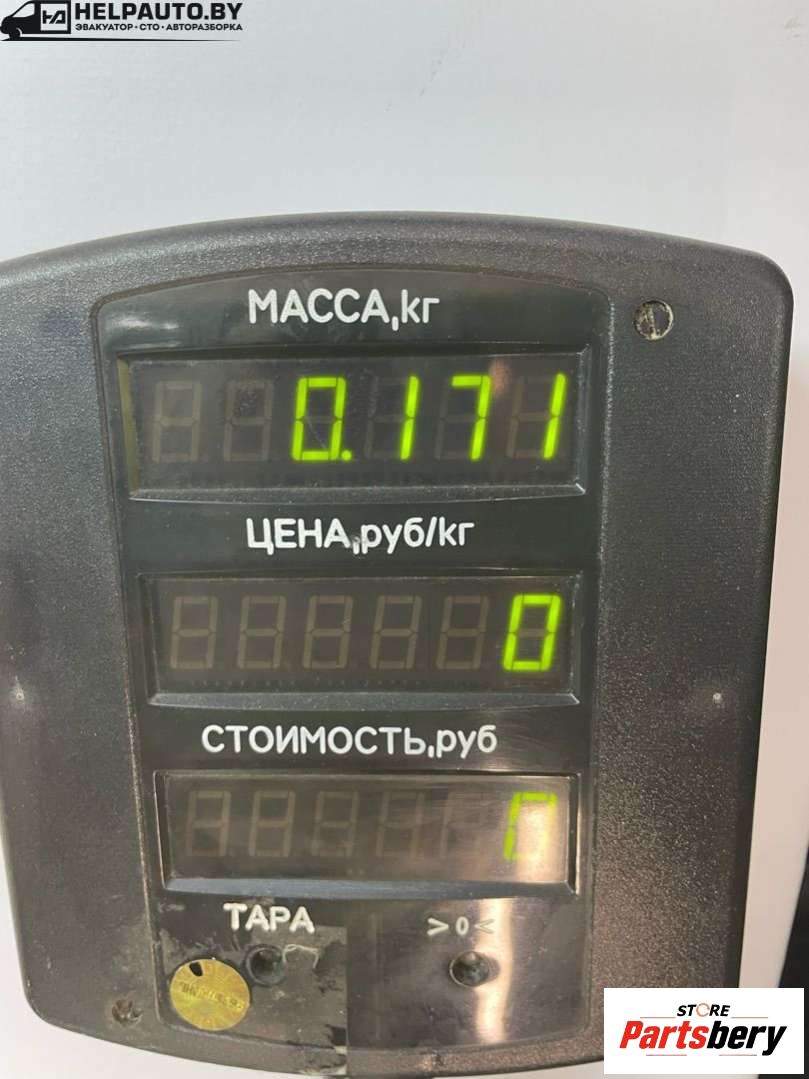 HELPAUTO.BY
ЭВАКУАТОР • СТО • АВТОРАЗБОРКА
МАССА,кг
0.171
ЦЕНА,руб/кг
0
СТОИМОСТЬ,руб
0
ТАРА >0<
STORE
Partsbery